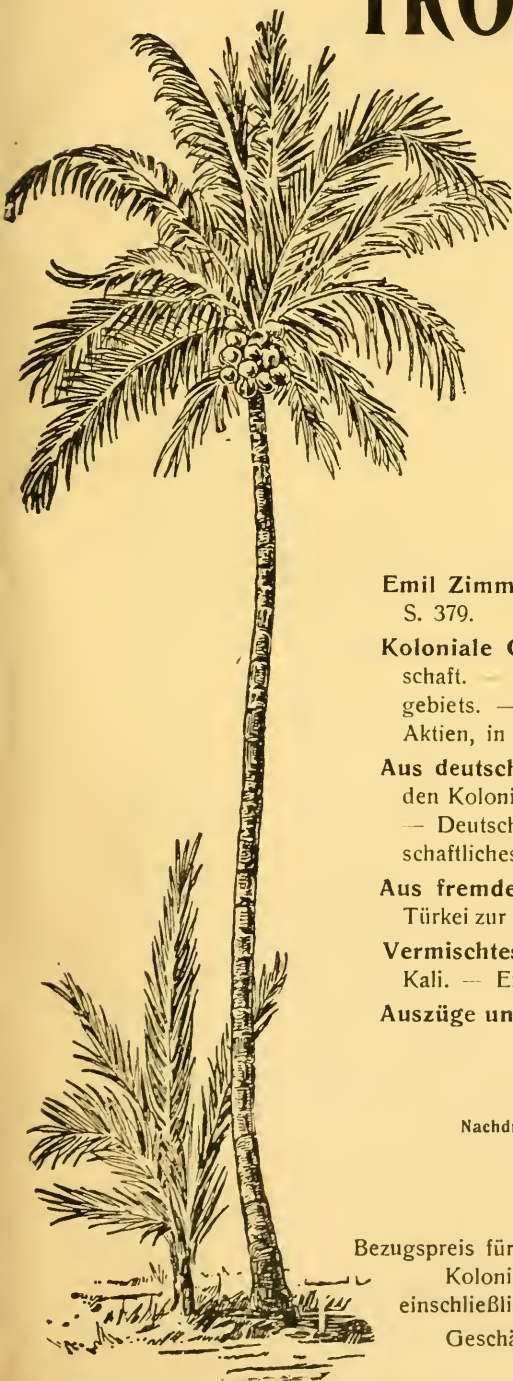 TRO
Emil Zimm
S. 379.
Koloniale G
schaft. —
gebiets. —
Aktien, in
Aus deutsch
den Koloni
— Deutsch
schaftliches
Aus fremde
Türkei zur
Vermischtes
Kali. — E
Auszüge un
Nachdr
Bezugspreis für
Koloni
einschließli
Geschä